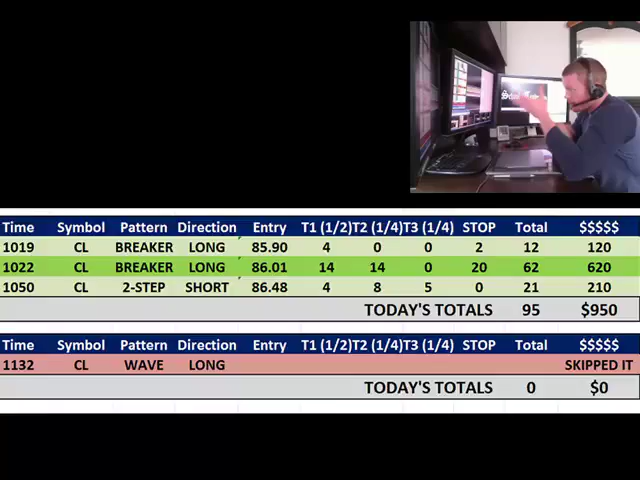 Time Symbol Pattern Direction Entry T1 (1/2) T2 (1/4) T3 (1/4) STOP Total $$$$$
1019 CL BREAKER LONG 85.90 4 0 0 2 12 120
1022 CL BREAKER LONG 86.01 14 14 0 20 62 620
1050 CL 2-STEP SHORT 86.48 4 8 5 0 21 210
TODAY'S TOTALS 95 $950
Time Symbol Pattern Direction Entry T1 (1/2) T2 (1/4) T3 (1/4) STOP Total $$$$$
1132 CL WAVE LONG SKIPPED IT
TODAY'S TOTALS 0 $0